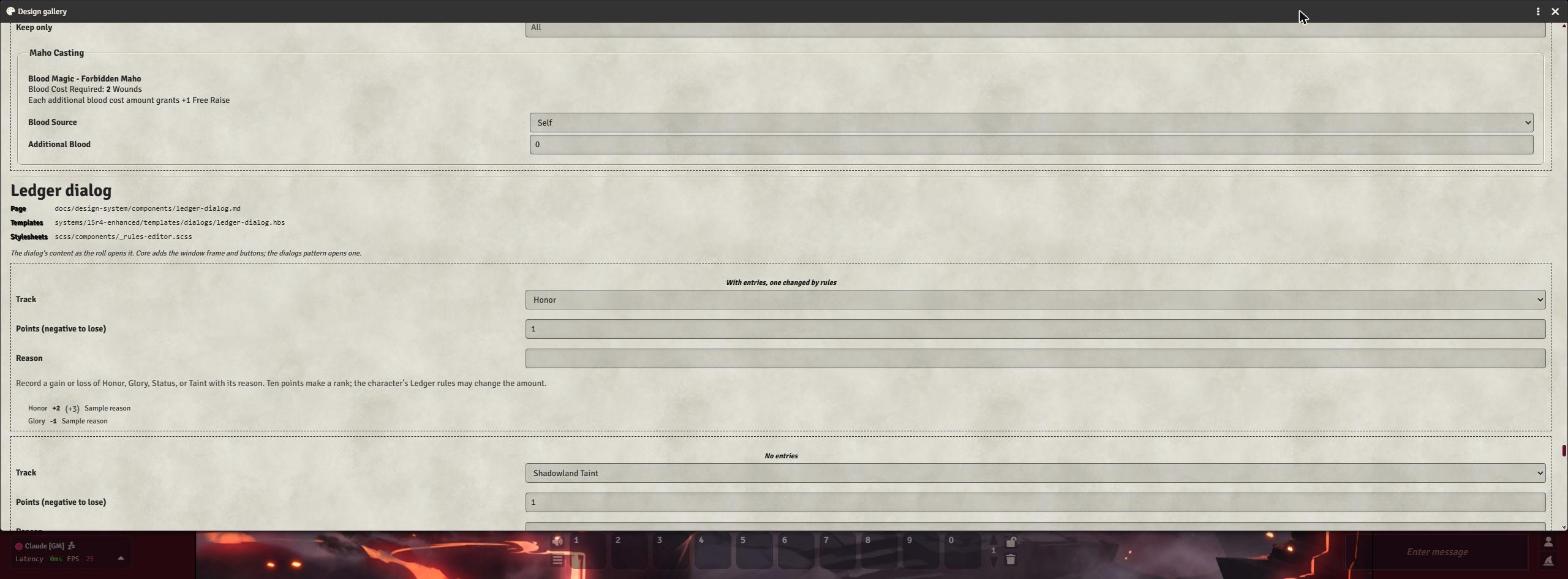 Design gallery
Keep only All
Maho Casting
Blood Magic - Forbidden Maho
Blood Cost Required: 2 Wounds
Each additional blood cost amount grants +1 Free Raise
Blood Source Self
Additional Blood 0
Ledger dialog
Page docs/design-system/components/ledger-dialog.md
Templates systems/l5r4-enhanced/templates/dialogs/ledger-dialog.hbs
Stylesheets scss/components/_rules-editor.scss
The dialog's content as the roll opens it. Core adds the window frame and buttons; the dialogs pattern opens one.
With entries, one changed by rules
Track Honor
Points (negative to lose) 1
Reason
Record a gain or loss of Honor, Glory, Status, or Taint with its reason. Ten points make a rank; the character's Ledger rules may change the amount.
Honor +2 (+3) Sample reason
Glory -1 Sample reason
No entries
Track Shadowland Taint
Points (negative to lose) 1
Reason
Claude [GM]
Latency 0ms FPS 25
1 2 3 4 5 6 7 8 9 0
1
Enter message